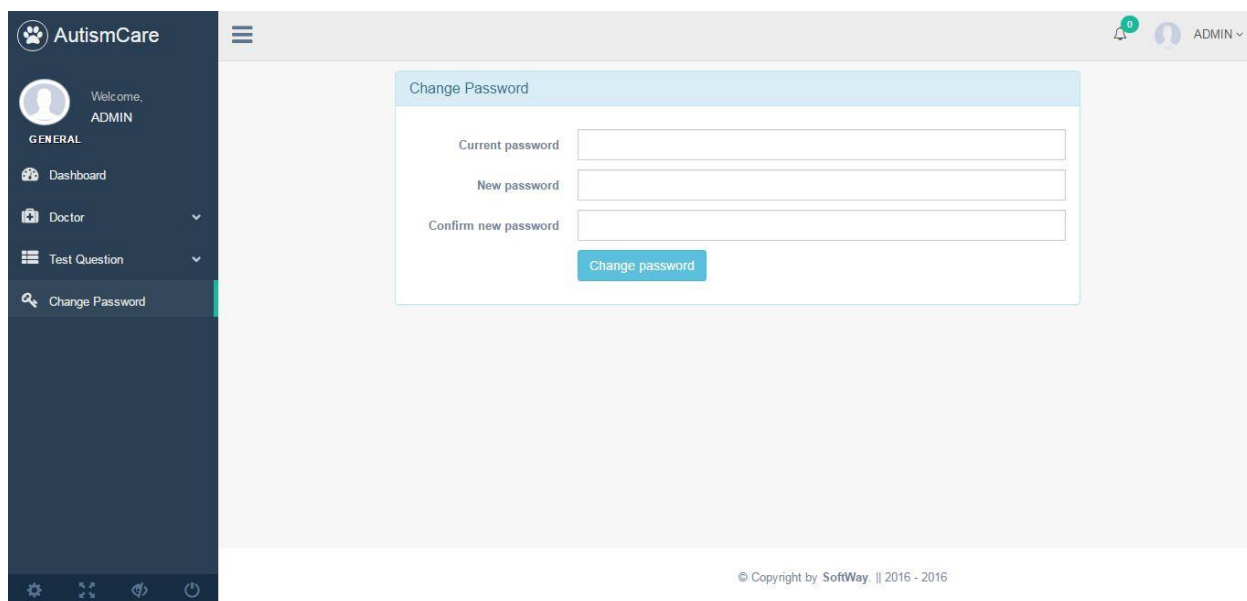 AutismCare
0
ADMIN
Welcome,
ADMIN
GENERAL
Dashboard
Doctor
Test Question
Change Password
Change Password
Current password
New password
Confirm new password
Change password
© Copyright by SoftWay. || 2016 - 2016